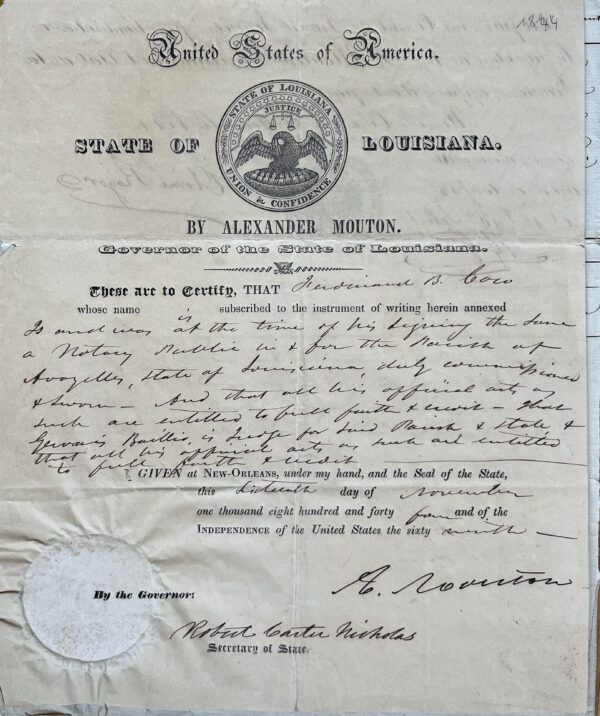 1844
United States of America.
STATE OF LOUISIANA.
STATE OF LOUISIANA
JUSTICE
UNION & CONFIDENCE
BY ALEXANDER MOUTON.
Governor of the State of Louisiana.
These are to Certify, THAT Ferdinand B. Coco
whose name is subscribed to the instrument of writing herein annexed
Is and was at the time of his signing the same
a Notary Public in & for the Parish of
Avoyelles, State of Louisiana, duly commissioned
& sworn — And that all his official acts as
such are entitled to full faith & credit — that
Gervais Baillio, is Judge for said Parish & State, &
that all his official acts as such are entitled
to full faith & credit
GIVEN at NEW-ORLEANS, under my hand, and the Seal of the State,
this Sixteenth day of November
one thousand eight hundred and forty four and of the
INDEPENDENCE of the United States the sixty ninth —
A. Mouton
By the Governor:
Robert Carter Nicholas
Secretary of State.